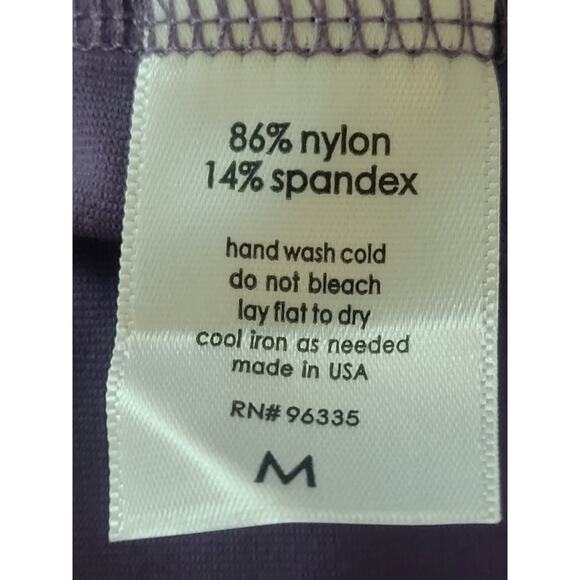 86% nylon
14% spandex
hand wash cold
do not bleach
lay flat to dry
cool iron as needed
made in USA
RN# 96335
M